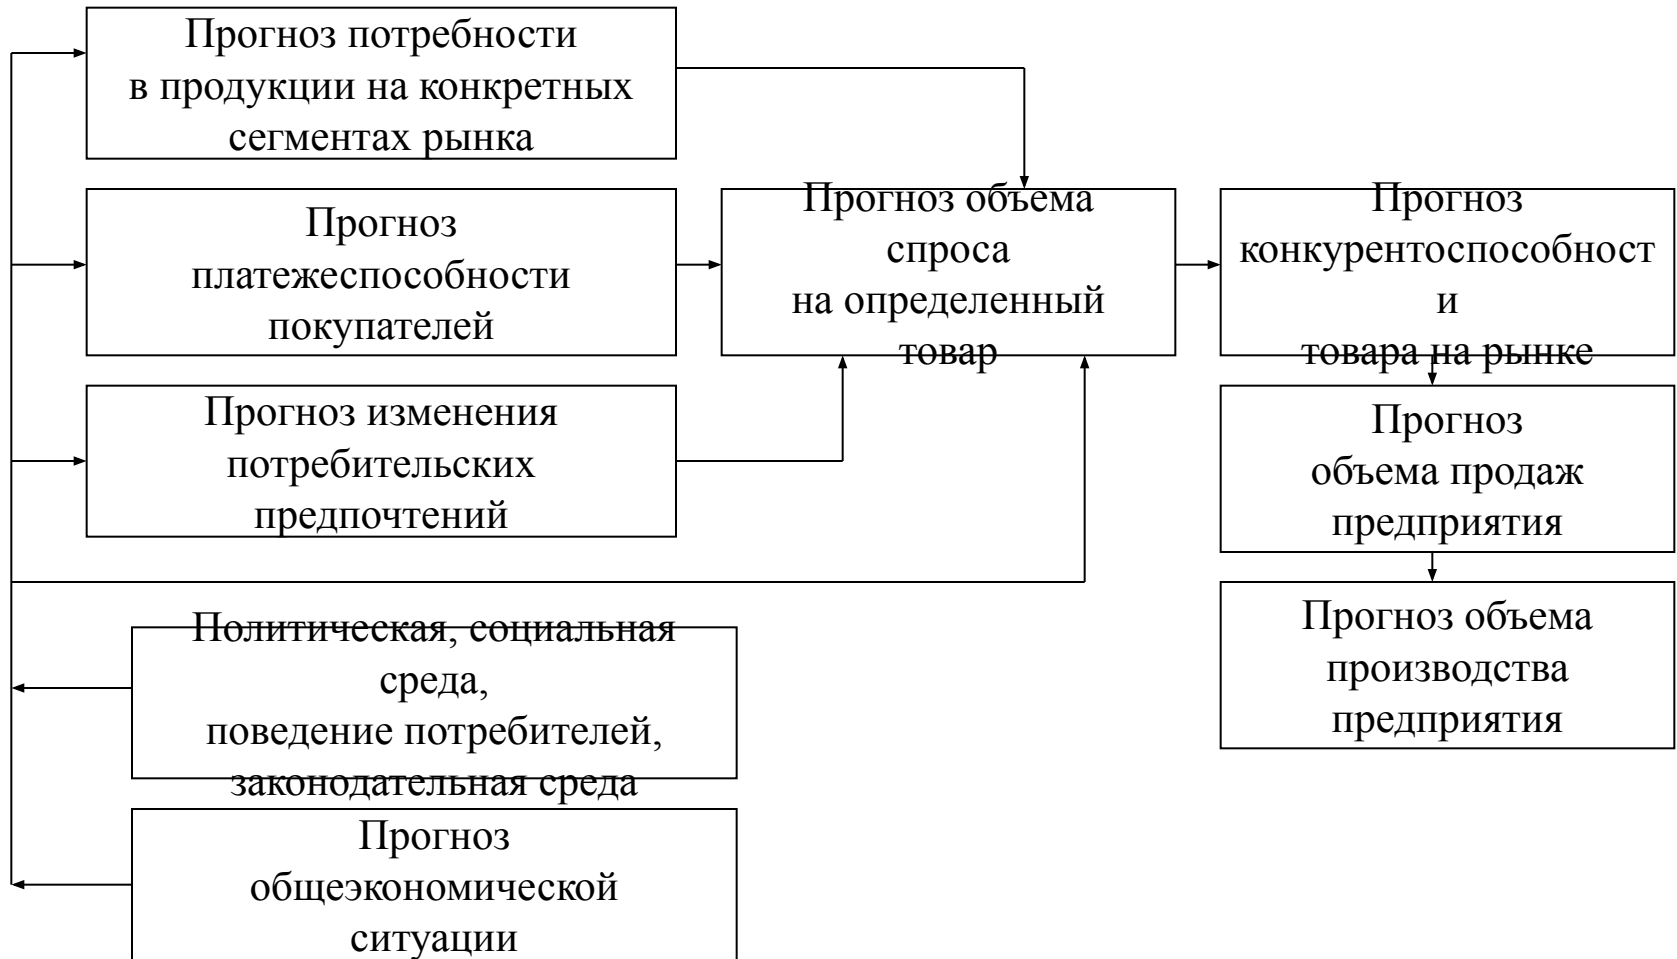 Прогноз потребности
в продукции на конкретных
сегментах рынка
Прогноз
платежеспособности
покупателей
Прогноз объема
спроса
на определенный
товар
Прогноз
конкурентоспособност
и
товара на рынке
Прогноз изменения
потребительских
предпочтений
Прогноз
объема продаж
предприятия
Политическая, социальная
среда,
поведение потребителей,
законодательная среда
Прогноз объема
производства
предприятия
Прогноз
общеэкономической
ситуации